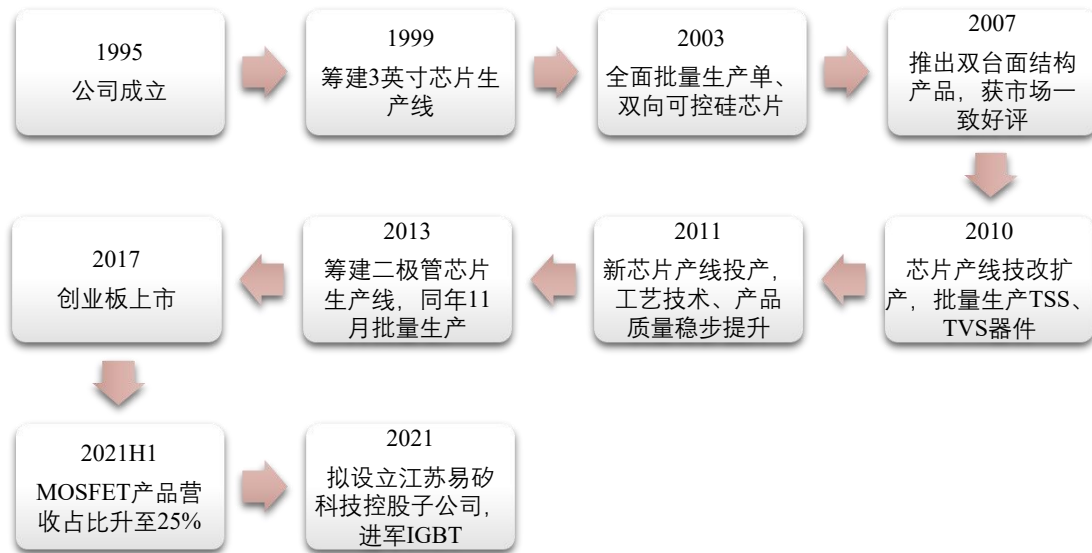 1995
公司成立
1999
筹建3英寸芯片生
产线
2003
全面批量生产单、
双向可控硅芯片
2007
推出双台面结构
产品，获市场一
致好评
2010
芯片产线技改扩
产，批量生产TSS、
TVS器件
2011
新芯片产线投产，
工艺技术、产品
质量稳步提升
2013
筹建二极管芯片
生产线，同年11
月批量生产
2017
创业板上市
2021H1
MOSFET产品营
收占比升至25%
2021
拟设立江苏易矽
科技控股子公司，
进军IGBT